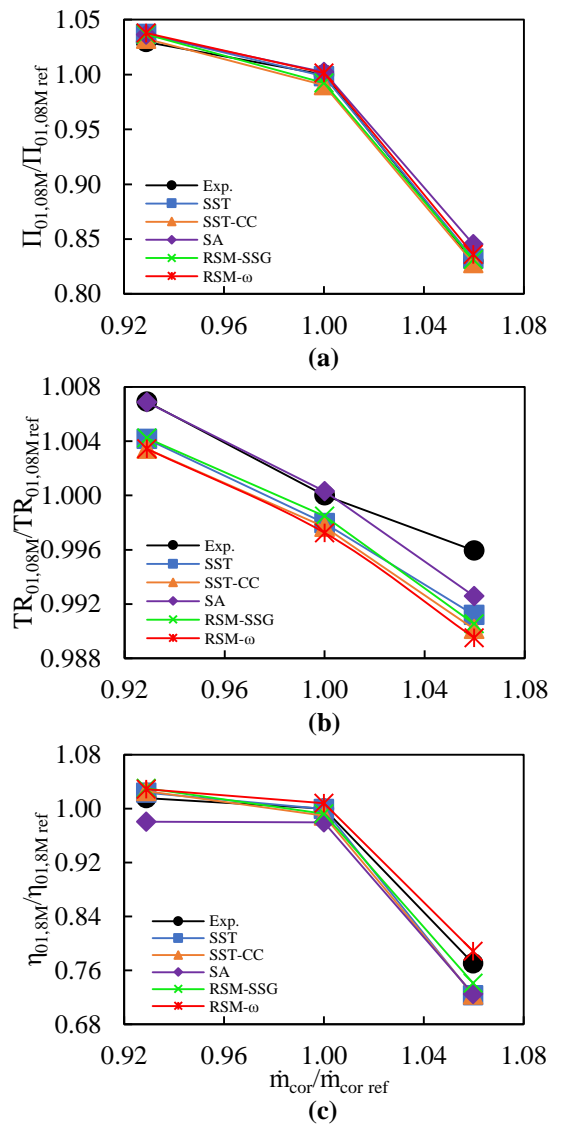 Π01,08M/Π01,08M ref
1.05
1.00
0.95
0.90
0.85
0.80
Exp.
SST
SST-CC
SA
RSM-SSG
RSM-ω
0.92 0.96 1.00 1.04 1.08
(a)
TR01,08M/TR01,08M ref
1.008
1.004
1.000
0.996
0.992
0.988
Exp.
SST
SST-CC
SA
RSM-SSG
RSM-ω
0.92 0.96 1.00 1.04 1.08
(b)
η01,8M/η01,8M ref
1.08
1.00
0.92
0.84
0.76
0.68
Exp.
SST
SST-CC
SA
RSM-SSG
RSM-ω
0.92 0.96 1.00 1.04 1.08
ṁcor/ṁcor ref
(c)